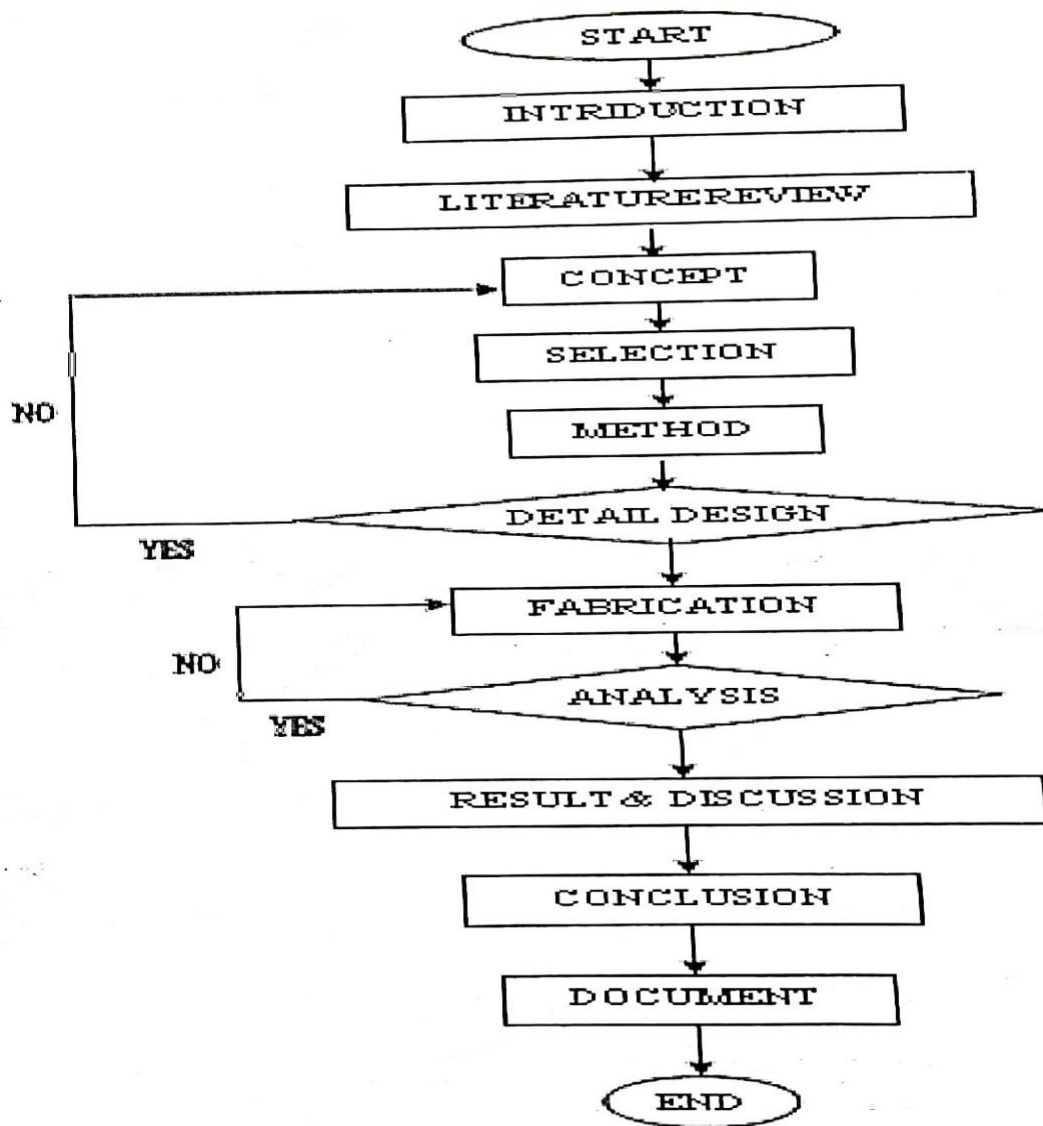 START
INTRIDUCTION
LITERATUREREVIEW
CONCEPT
SELECTION
NO
METHOD
DETAIL DESIGN
YES
FABRICATION
NO
ANALYSIS
YES
RESULT & DISCUSSION
CONCLUSION
DOCUMENT
END